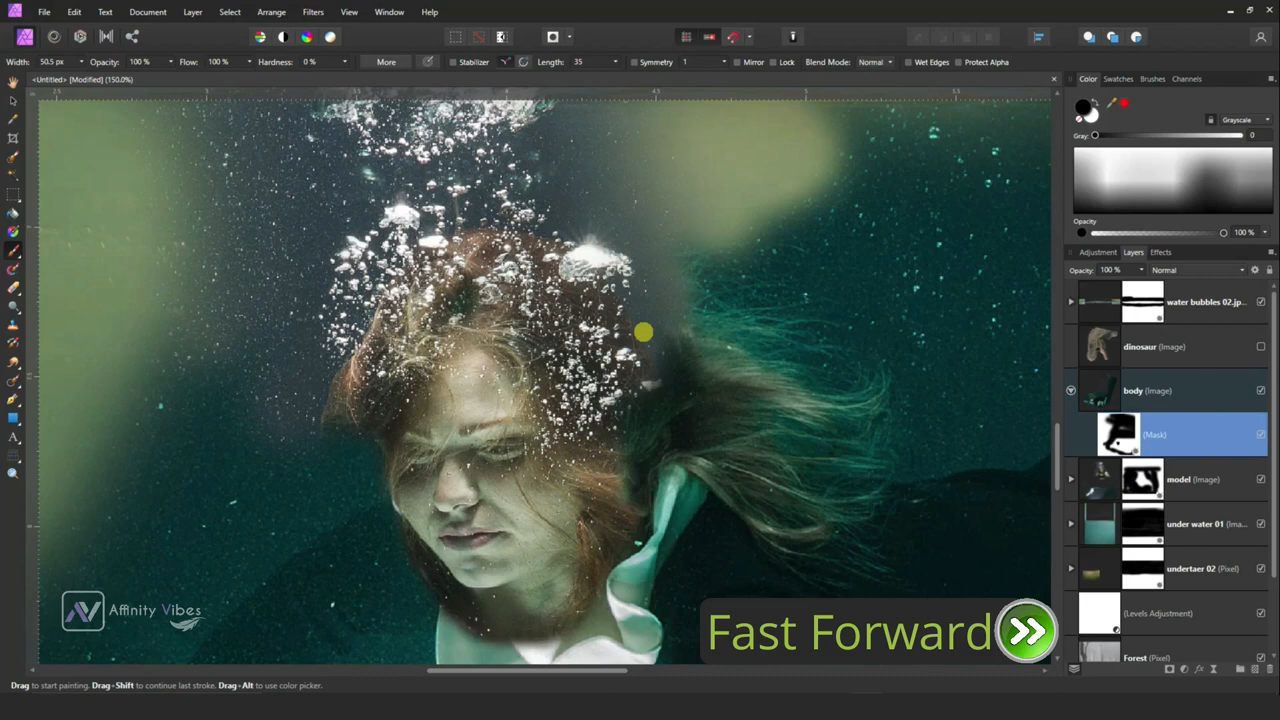 File Edit Text Document Layer Select Arrange Filters View Window Help
Width: 50.5 px Opacity: 100 % Flow: 100 % Hardness: 0 % More Stabilizer Length: 35 Symmetry 1 Mirror Lock Blend Mode: Normal Wet Edges Protect Alpha
<Untitled> [Modified] (150.0%)
Color Swatches Brushes Channels
Grayscale
Gray: 0
Opacity
100 %
Adjustment Layers Effects
Opacity: 100 % Normal
water bubbles 02.jp...
dinosaur (Image)
body (Image)
(Mask)
model (Image)
under water 01 (Ima...
undertaer 02 (Pixel)
(Levels Adjustment)
Forest (Pixel)
Affinity Vibes
Fast Forward
Drag to start painting. Drag+Shift to continue last stroke. Drag+Alt to use color picker.